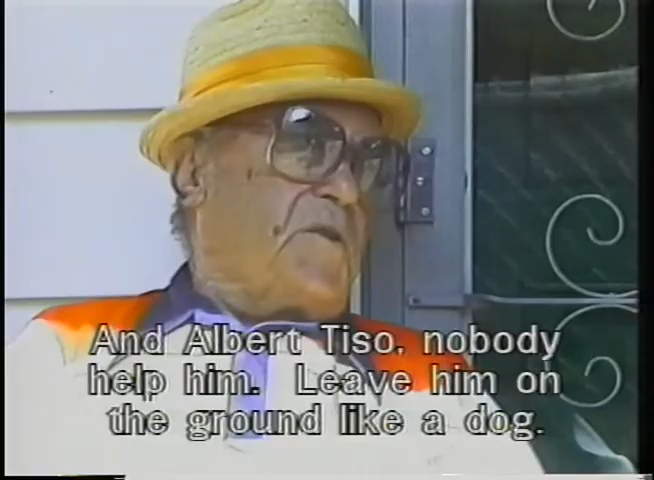 And Albert Tiso, nobody
help him.  Leave him on
the ground like a dog.